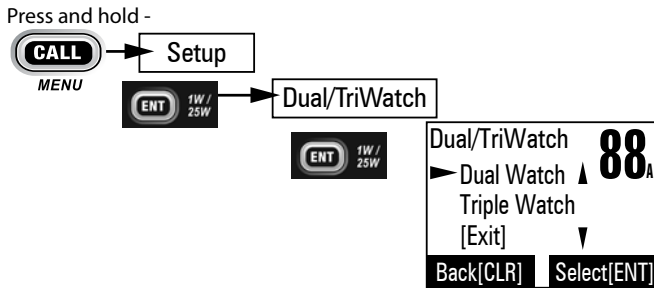 Press and hold -
CALL
MENU
Setup
ENT 1W /
25W
Dual/TriWatch
ENT 1W /
25W
Dual/TriWatch 88A
Dual Watch
Triple Watch
[Exit]
Back[CLR] Select[ENT]